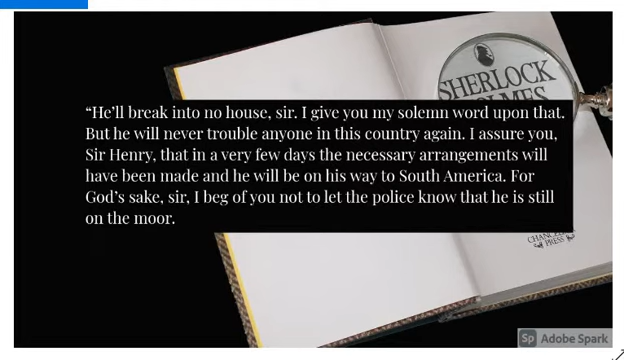 SHERLOCK
HOLMES
“He’ll break into no house, sir. I give you my solemn word upon that.
But he will never trouble anyone in this country again. I assure you,
Sir Henry, that in a very few days the necessary arrangements will
have been made and he will be on his way to South America. For
God’s sake, sir, I beg of you not to let the police know that he is still
on the moor.
CHANCELLOR
PRESS
Sp Adobe Spark